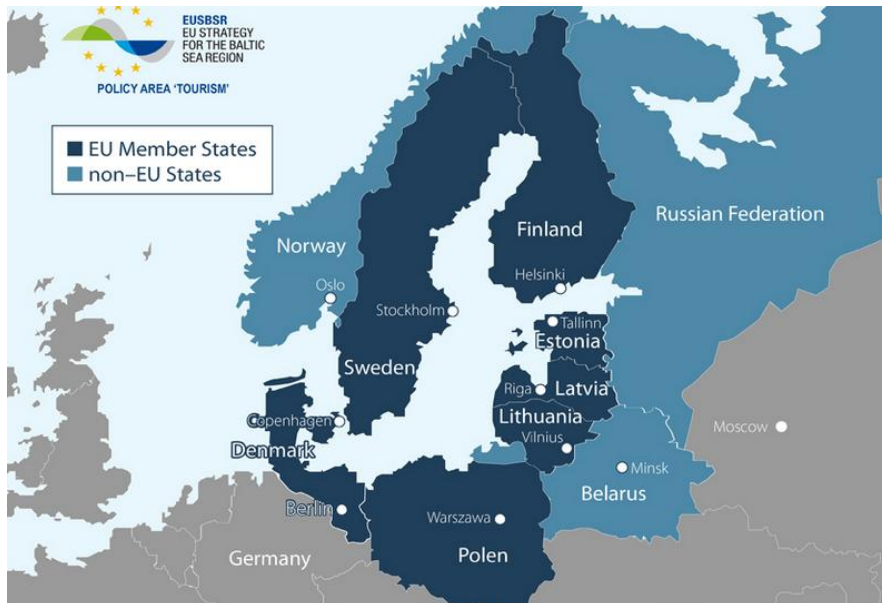 EUSBSR
EU STRATEGY
FOR THE BALTIC
SEA REGION
POLICY AREA 'TOURISM'
EU Member States
non–EU States
Norway
Oslo
Stockholm
Sweden
Finland
Helsinki
Russian Federation
Tallinn
Estonia
Riga
Latvia
Lithuania
Vilnius
Copenhagen
Denmark
Moscow
Minsk
Belarus
Berlin
Warszawa
Germany
Polen